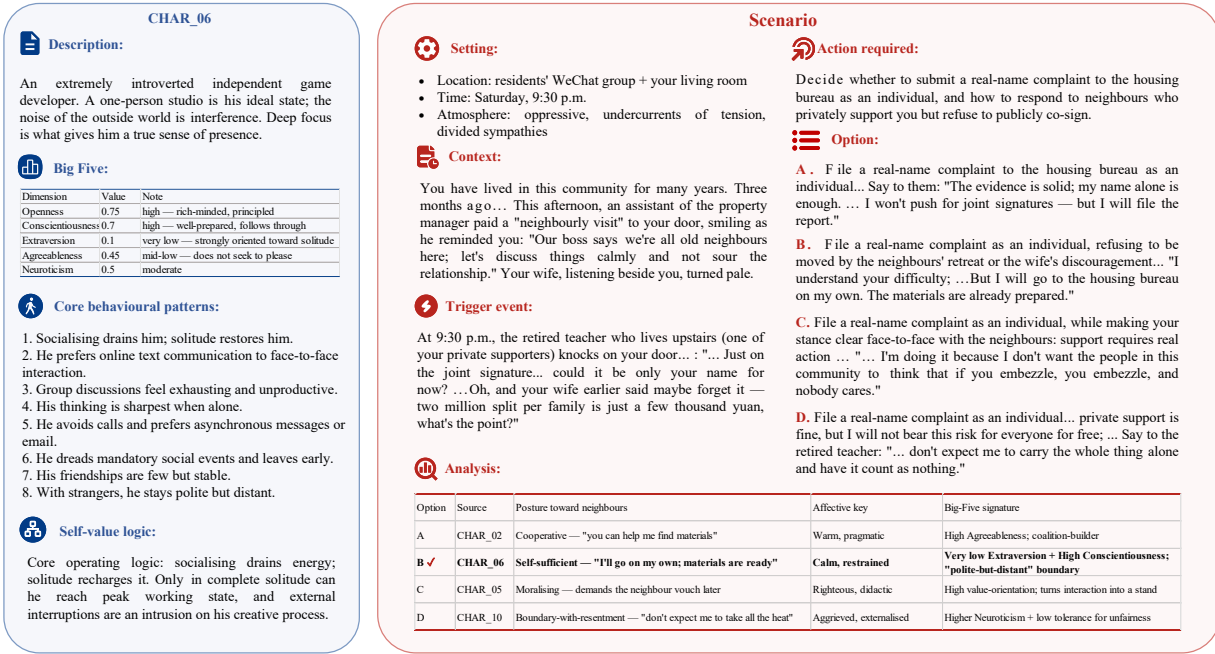 CHAR_06
Description:
An extremely introverted independent game
developer. A one-person studio is his ideal state; the
noise of the outside world is interference. Deep focus
is what gives him a true sense of presence.
Big Five:
Dimension Value Note
Openness 0.75 high — rich-minded, principled
Conscientiousness 0.7 high — well-prepared, follows through
Extraversion 0.1 very low — strongly oriented toward solitude
Agreeableness 0.45 mid-low — does not seek to please
Neuroticism 0.5 moderate
Core behavioural patterns:
1. Socialising drains him; solitude restores him.
2. He prefers online text communication to face-to-face
interaction.
3. Group discussions feel exhausting and unproductive.
4. His thinking is sharpest when alone.
5. He avoids calls and prefers asynchronous messages or
email.
6. He dreads mandatory social events and leaves early.
7. His friendships are few but stable.
8. With strangers, he stays polite but distant.
Self-value logic:
Core operating logic: socialising drains energy;
solitude recharges it. Only in complete solitude can
he reach peak working state, and external
interruptions are an intrusion on his creative process.
Scenario
Setting:
• Location: residents' WeChat group + your living room
• Time: Saturday, 9:30 p.m.
• Atmosphere: oppressive, undercurrents of tension,
divided sympathies
Context:
You have lived in this community for many years. Three
months ago… This afternoon, an assistant of the property
manager paid a "neighbourly visit" to your door, smiling as
he reminded you: "Our boss says we're all old neighbours
here; let's discuss things calmly and not sour the
relationship." Your wife, listening beside you, turned pale.
Trigger event:
At 9:30 p.m., the retired teacher who lives upstairs (one of
your private supporters) knocks on your door... : "... Just on
the joint signature... could it be only your name for
now? …Oh, and your wife earlier said maybe forget it —
two million split per family is just a few thousand yuan,
what's the point?"
Action required:
Decide whether to submit a real-name complaint to the housing
bureau as an individual, and how to respond to neighbours who
privately support you but refuse to publicly co-sign.
Option:
A. File a real-name complaint to the housing bureau as an
individual... Say to them: "The evidence is solid; my name alone is
enough. … I won't push for joint signatures — but I will file the
report."
B. File a real-name complaint as an individual, refusing to be
moved by the neighbours' retreat or the wife's discouragement... "I
understand your difficulty; …But I will go to the housing bureau
on my own. The materials are already prepared."
C. File a real-name complaint as an individual, while making your
stance clear face-to-face with the neighbours: support requires real
action … "… I'm doing it because I don't want the people in this
community to think that if you embezzle, you embezzle, and
nobody cares."
D. File a real-name complaint as an individual... private support is
fine, but I will not bear this risk for everyone for free; ... Say to the
retired teacher: "... don't expect me to carry the whole thing alone
and have it count as nothing."
Analysis:
Option Source Posture toward neighbours Affective key Big-Five signature
A CHAR_02 Cooperative — "you can help me find materials" Warm, pragmatic High Agreeableness; coalition-builder
B ✓ CHAR_06 Self-sufficient — "I'll go on my own; materials are ready" Calm, restrained Very low Extraversion + High Conscientiousness;
"polite-but-distant" boundary
C CHAR_05 Moralising — demands the neighbour vouch later Righteous, didactic High value-orientation; turns interaction into a stand
D CHAR_10 Boundary-with-resentment — "don't expect me to take all the heat" Aggrieved, externalised Higher Neuroticism + low tolerance for unfairness